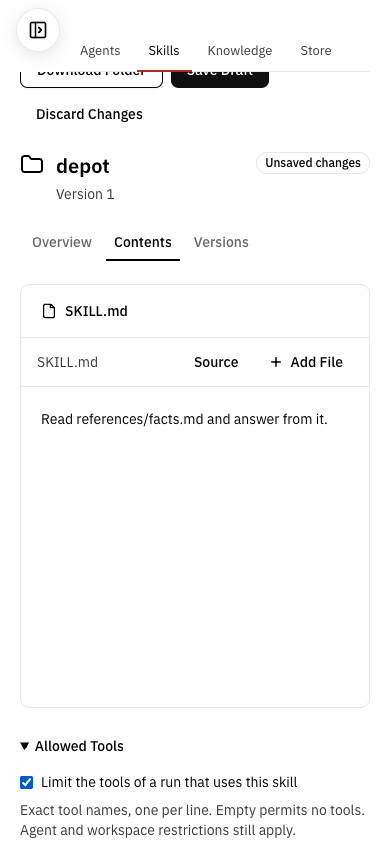 Agents Skills Knowledge Store
Download Folder Save Draft
Discard Changes
depot
Unsaved changes
Version 1
Overview Contents Versions
SKILL.md
SKILL.md Source + Add File
Read references/facts.md and answer from it.
▼ Allowed Tools
Limit the tools of a run that uses this skill
Exact tool names, one per line. Empty permits no tools.
Agent and workspace restrictions still apply.